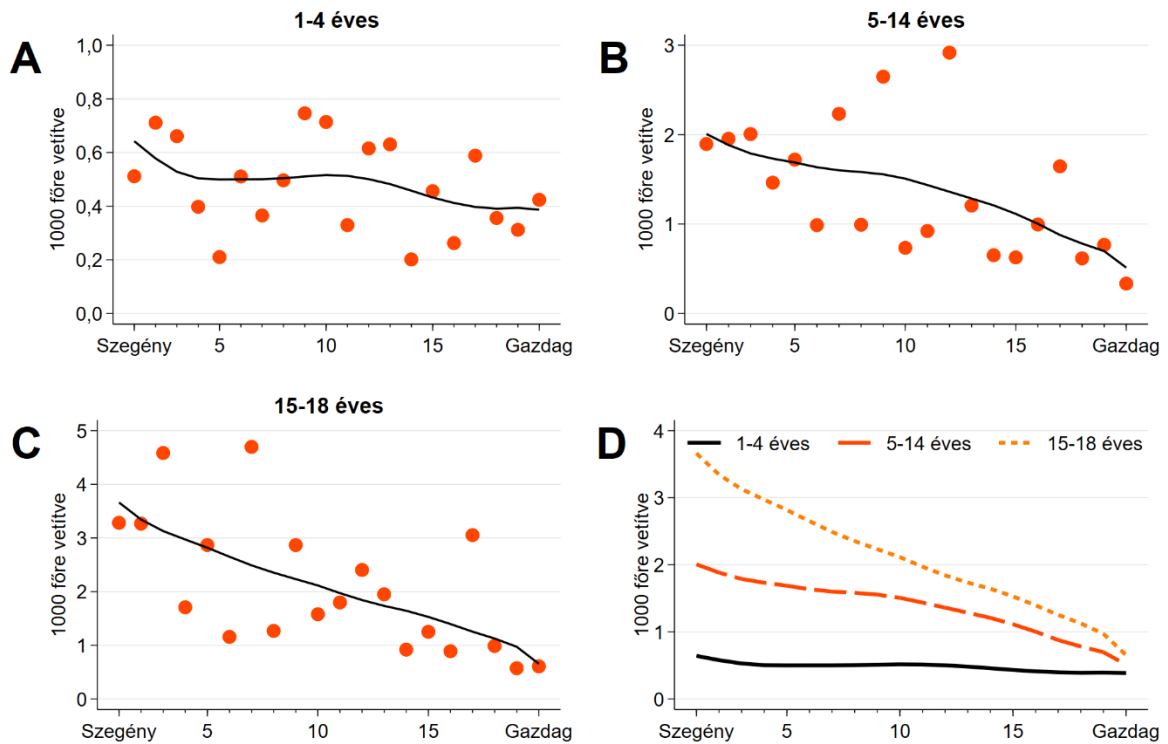 A
1-4 éves
1000 főre vetítve
1,0
0,8
0,6
0,4
0,2
0,0
Szegény 5 10 15 Gazdag
B
5-14 éves
1000 főre vetítve
3
2
1
0
Szegény 5 10 15 Gazdag
C
15-18 éves
1000 főre vetítve
5
4
3
2
1
0
Szegény 5 10 15 Gazdag
D
1-4 éves 5-14 éves 15-18 éves
1000 főre vetítve
4
3
2
1
0
Szegény 5 10 15 Gazdag